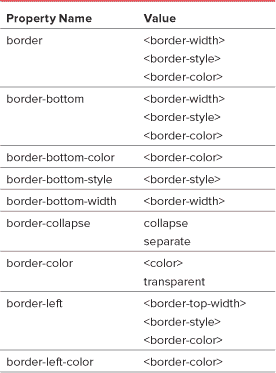 Property Name Value
border <border-width>
<border-style>
<border-color>
border-bottom <border-width>
<border-style>
<border-color>
border-bottom-color <border-color>
border-bottom-style <border-style>
border-bottom-width <border-width>
border-collapse collapse
separate
border-color <color>
transparent
border-left <border-top-width>
<border-style>
<border-color>
border-left-color <border-color>